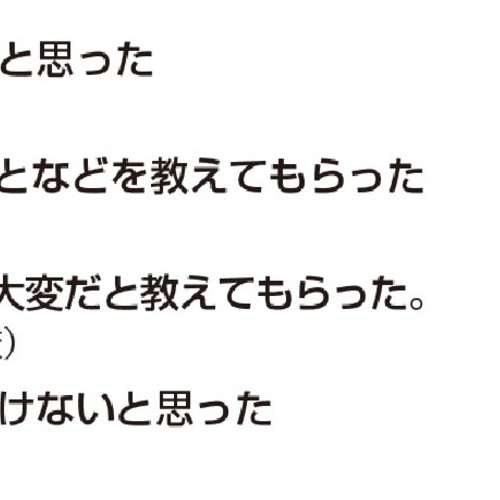 と思った
となどを教えてもらった
大変だと教えてもらった。
）
けないと思った